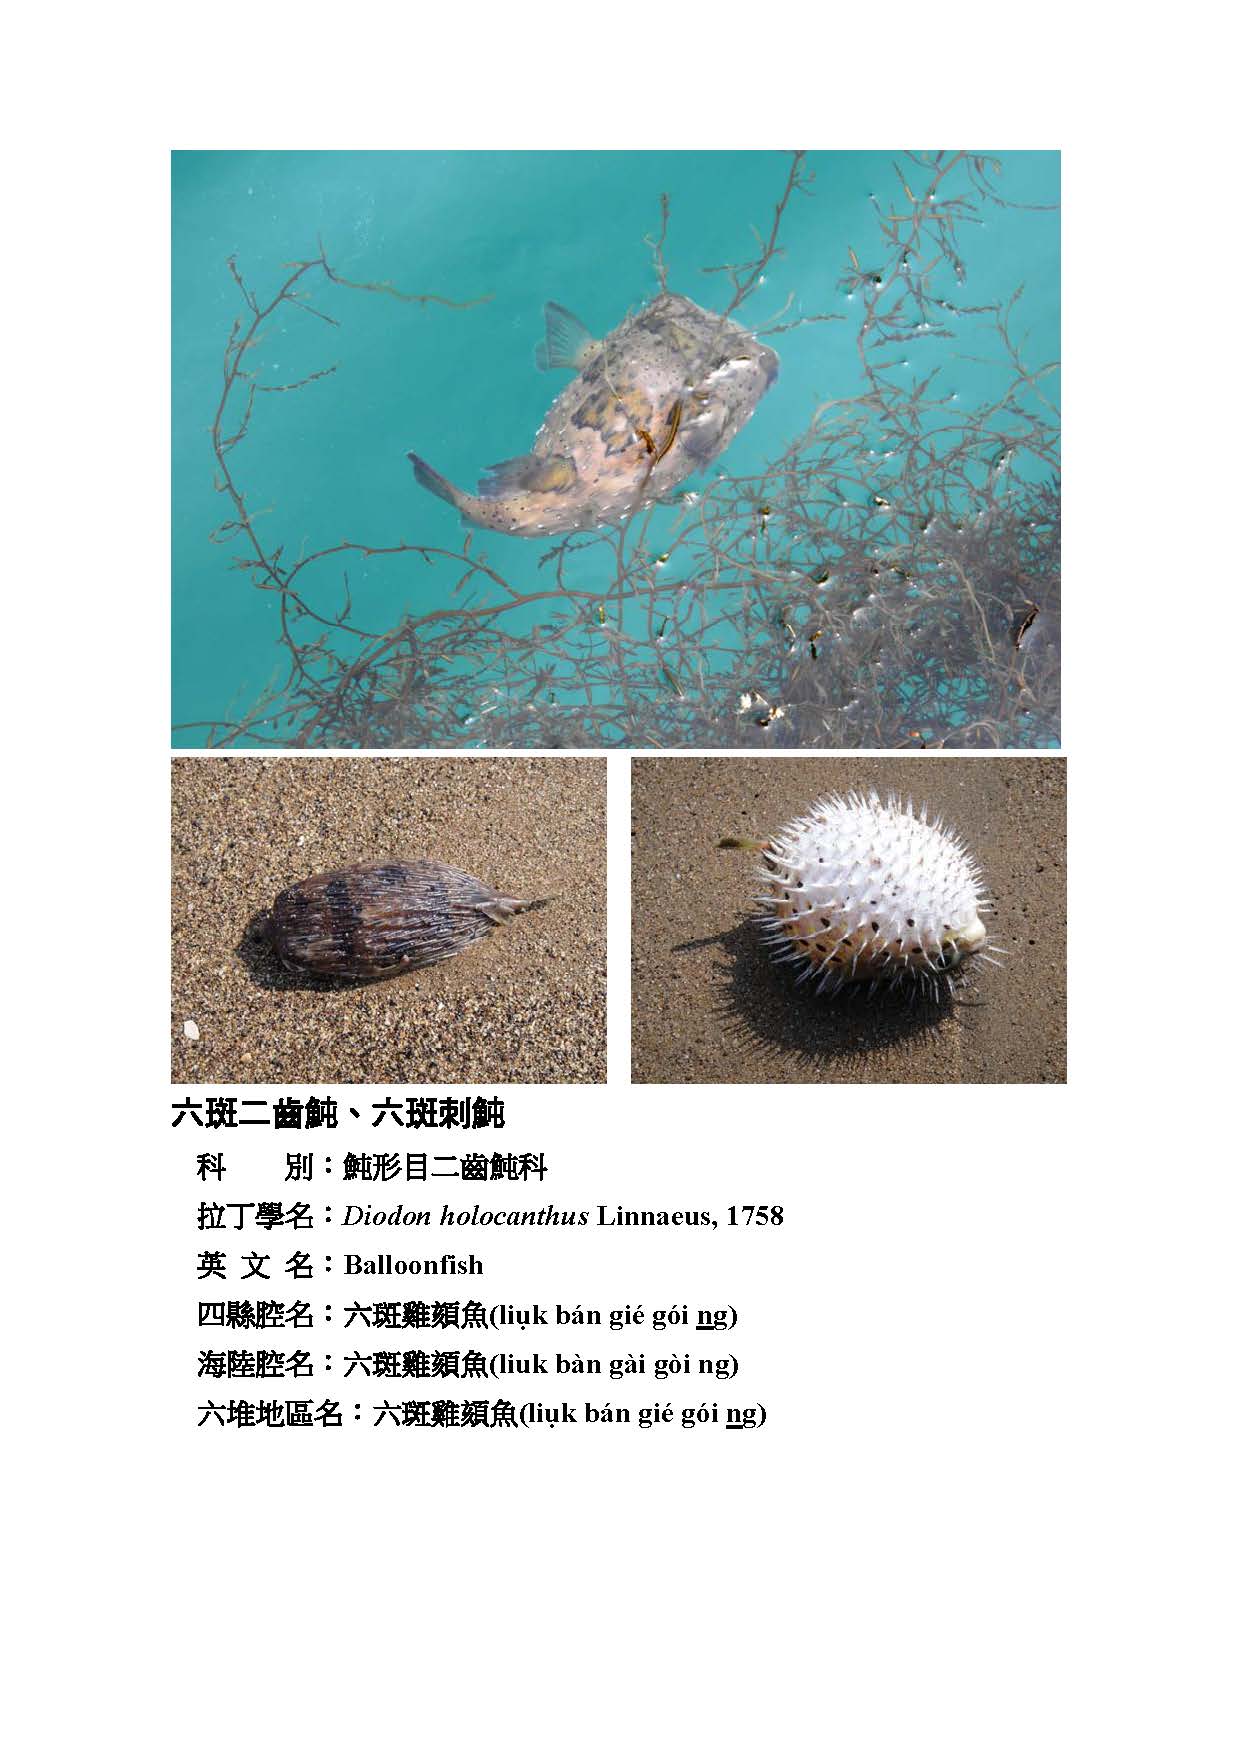 六斑二齒魨、六斑刺魨
科　　別：魨形目二齒魨科
拉丁學名：Diodon holocanthus Linnaeus, 1758
英 文 名：Balloonfish
四縣腔名：六斑雞頦魚(liụk bán gié gói ng)
海陸腔名：六斑雞頦魚(liuk bàn gài gòi ng)
六堆地區名：六斑雞頦魚(liụk bán gié gói ng)